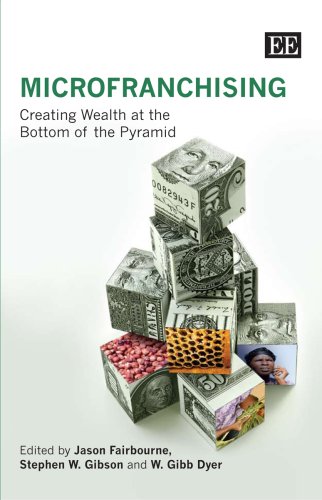 EE
MICROFRANCHISING
Creating Wealth at the
Bottom of the Pyramid
Edited by Jason Fairbourne,
Stephen W. Gibson and W. Gibb Dyer